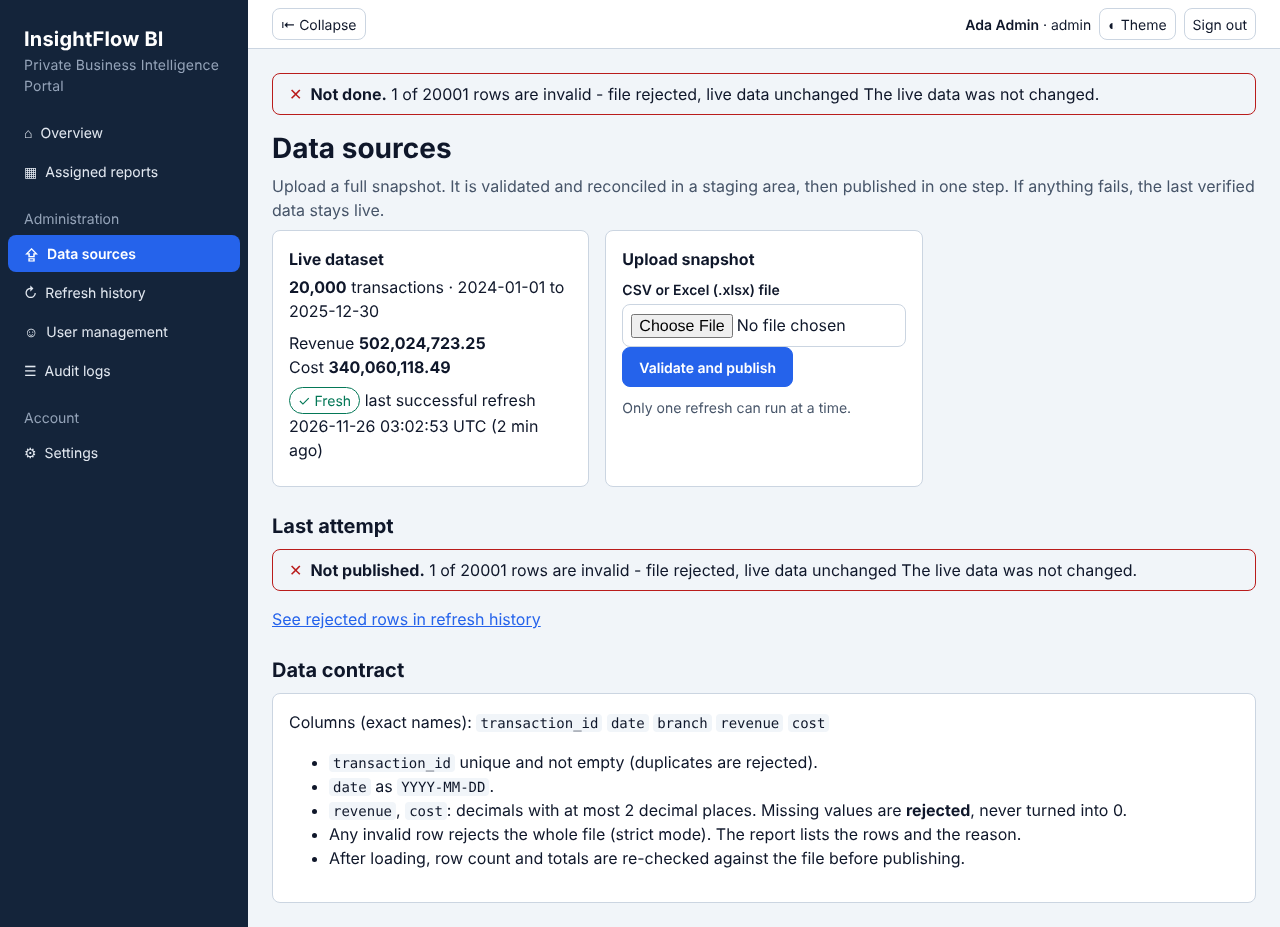 InsightFlow BI
Private Business Intelligence
Portal
Overview
Assigned reports
Administration
Data sources
Refresh history
User management
Audit logs
Account
Settings
⇤ Collapse
Ada Admin · admin
Theme
Sign out
✕ Not done. 1 of 20001 rows are invalid - file rejected, live data unchanged The live data was not changed.
Data sources
Upload a full snapshot. It is validated and reconciled in a staging area, then published in one step. If anything fails, the last verified
data stays live.
Live dataset
20,000 transactions · 2024-01-01 to
2025-12-30
Revenue 502,024,723.25
Cost 340,060,118.49
✓ Fresh last successful refresh
2026-11-26 03:02:53 UTC (2 min
ago)
Upload snapshot
CSV or Excel (.xlsx) file
Choose File No file chosen
Validate and publish
Only one refresh can run at a time.
Last attempt
✕ Not published. 1 of 20001 rows are invalid - file rejected, live data unchanged The live data was not changed.
See rejected rows in refresh history
Data contract
Columns (exact names): transaction_id date branch revenue cost
• transaction_id unique and not empty (duplicates are rejected).
• date as YYYY-MM-DD.
• revenue, cost: decimals with at most 2 decimal places. Missing values are rejected, never turned into 0.
• Any invalid row rejects the whole file (strict mode). The report lists the rows and the reason.
• After loading, row count and totals are re-checked against the file before publishing.